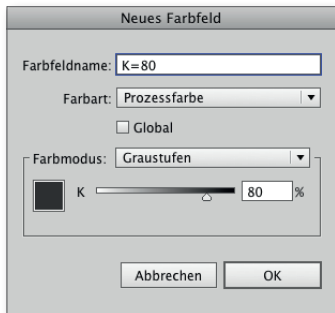 Neues Farbfeld
Farbfeldname: K=80
Farbart: Prozessfarbe
Global
Farbmodus: Graustufen
K 80 %
Abbrechen OK